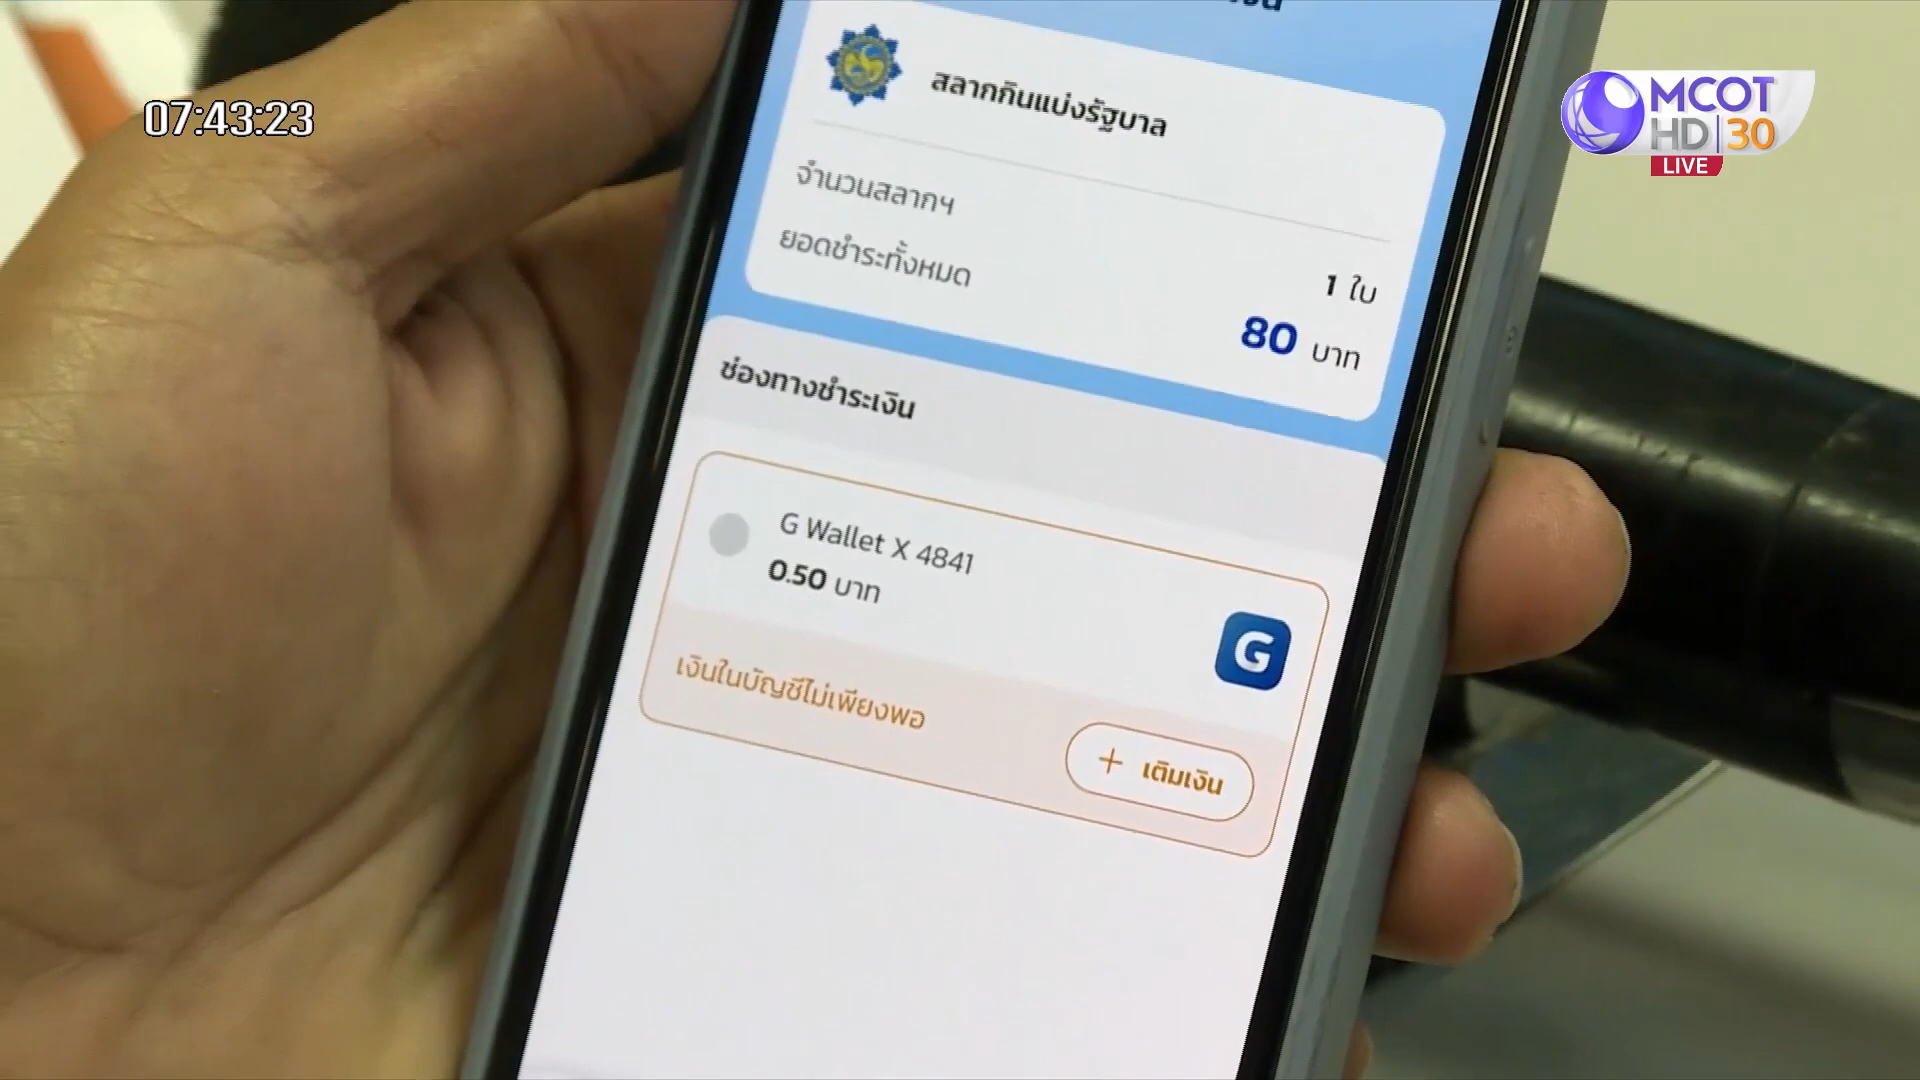 07:43:23
MCOT
HD 30
LIVE
สลากกินแบ่งรัฐบาล
จำนวนสลากฯ
1 ใบ
ยอดชำระทั้งหมด
80 บาท
ช่องทางชำระเงิน
G Wallet X 4841
0.50 บาท
G
เงินในบัญชีไม่เพียงพอ
+ เติมเงิน